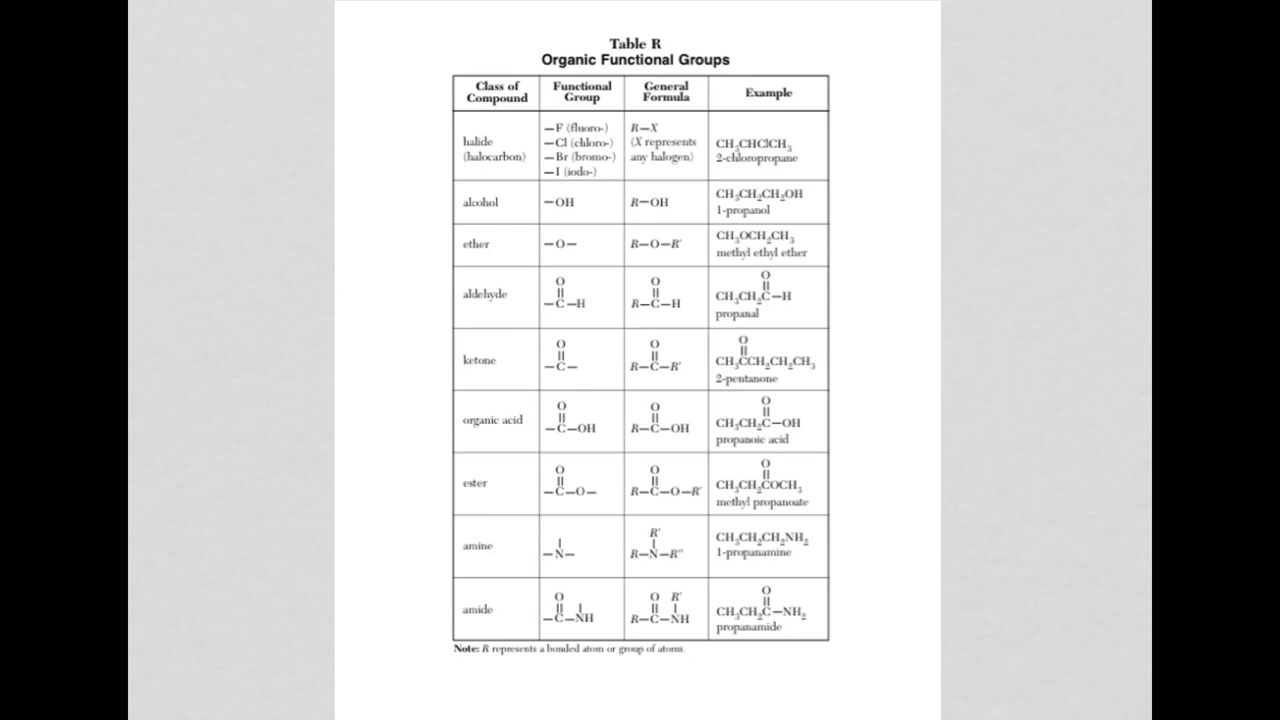 Table R
Organic Functional Groups
Class of Compound
Functional Group
General Formula
Example
halide
(halocarbon)
—F (fluoro-)
—Cl (chloro-)
—Br (bromo-)
—I (iodo-)
R—X
(X represents
any halogen)
CH₃CHClCH₃
2-chloropropane
alcohol
—OH
R—OH
CH₃CH₂CH₂OH
1-propanol
ether
—O—
R—O—R′
CH₃OCH₂CH₃
methyl ethyl ether
aldehyde
O
||
—C—H
O
||
R—C—H
O
||
CH₃CH₂C—H
propanal
ketone
O
||
—C—
O
||
R—C—R′
O
||
CH₃CCH₂CH₂CH₃
2-pentanone
organic acid
O
||
—C—OH
O
||
R—C—OH
O
||
CH₃CH₂C—OH
propanoic acid
ester
O
||
—C—O—
O
||
R—C—O—R′
O
||
CH₃CH₂COCH₃
methyl propanoate
amine
|
—N—
R′
|
R—N—R″
CH₃CH₂CH₂NH₂
1-propanamine
amide
O
|| |
—C—NH
O R′
|| |
R—C—NH
O
||
CH₃CH₂C—NH₂
propanamide
Note: R represents a bonded atom or group of atoms.